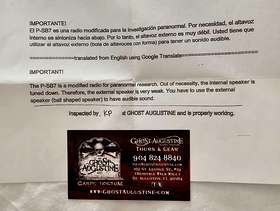 IMPORTANTE!
El P-SB7 es una radio modificada para la investigación paranormal. Por necesidad, el altavoz
interno se sintoniza hacia abajo. Por lo tanto, el altavoz externo es muy débil. Usted tiene que
utilizar el altavoz externo (bola de altavoces con forma) para tener un sonido audible.
translated from English using Google Translate
IMPORTANT!
The P-SB7 is a modified radio for paranormal research. Out of necessity, the internal speaker is
tuned down. Therefore, the external speaker is very weak. You have to use the external
speaker (ball shaped speaker) to have audible sound.
Inspected by, KP at GHOST AUGUSTINE and is properly working.
GHOST AUGUSTINE
TOURS & GEAR
904 824 8840
GHOST
AUGUSTINE
CARPE NOCTURM
WWW.GHOSTAUGUSTINE.COM